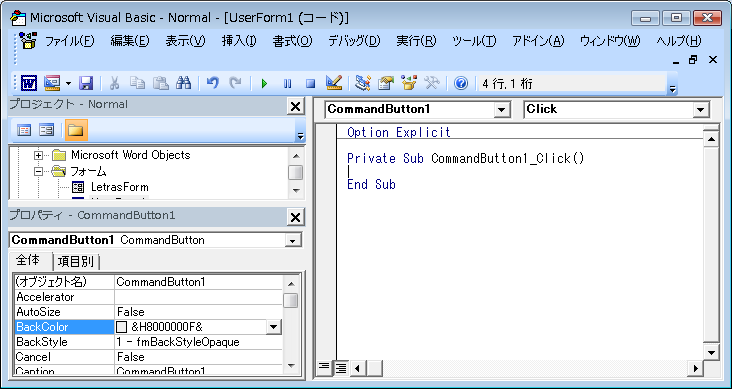 Microsoft Visual Basic - Normal - [UserForm1 (コード)]
ファイル(F) 編集(E) 表示(V) 挿入(I) 書式(O) デバッグ(D) 実行(R) ツール(T) アドイン(A) ウィンドウ(W) ヘルプ(H)
4 行, 1 桁
プロジェクト - Normal
Microsoft Word Objects
フォーム
LetrasForm
プロパティ - CommandButton1
CommandButton1 CommandButton
全体 項目別
(オブジェクト名) CommandButton1
Accelerator
AutoSize False
BackColor &H8000000F&
BackStyle 1 - fmBackStyleOpaque
Cancel False
Caption CommandButton1
CommandButton1 Click
Option Explicit
Private Sub CommandButton1_Click()
End Sub